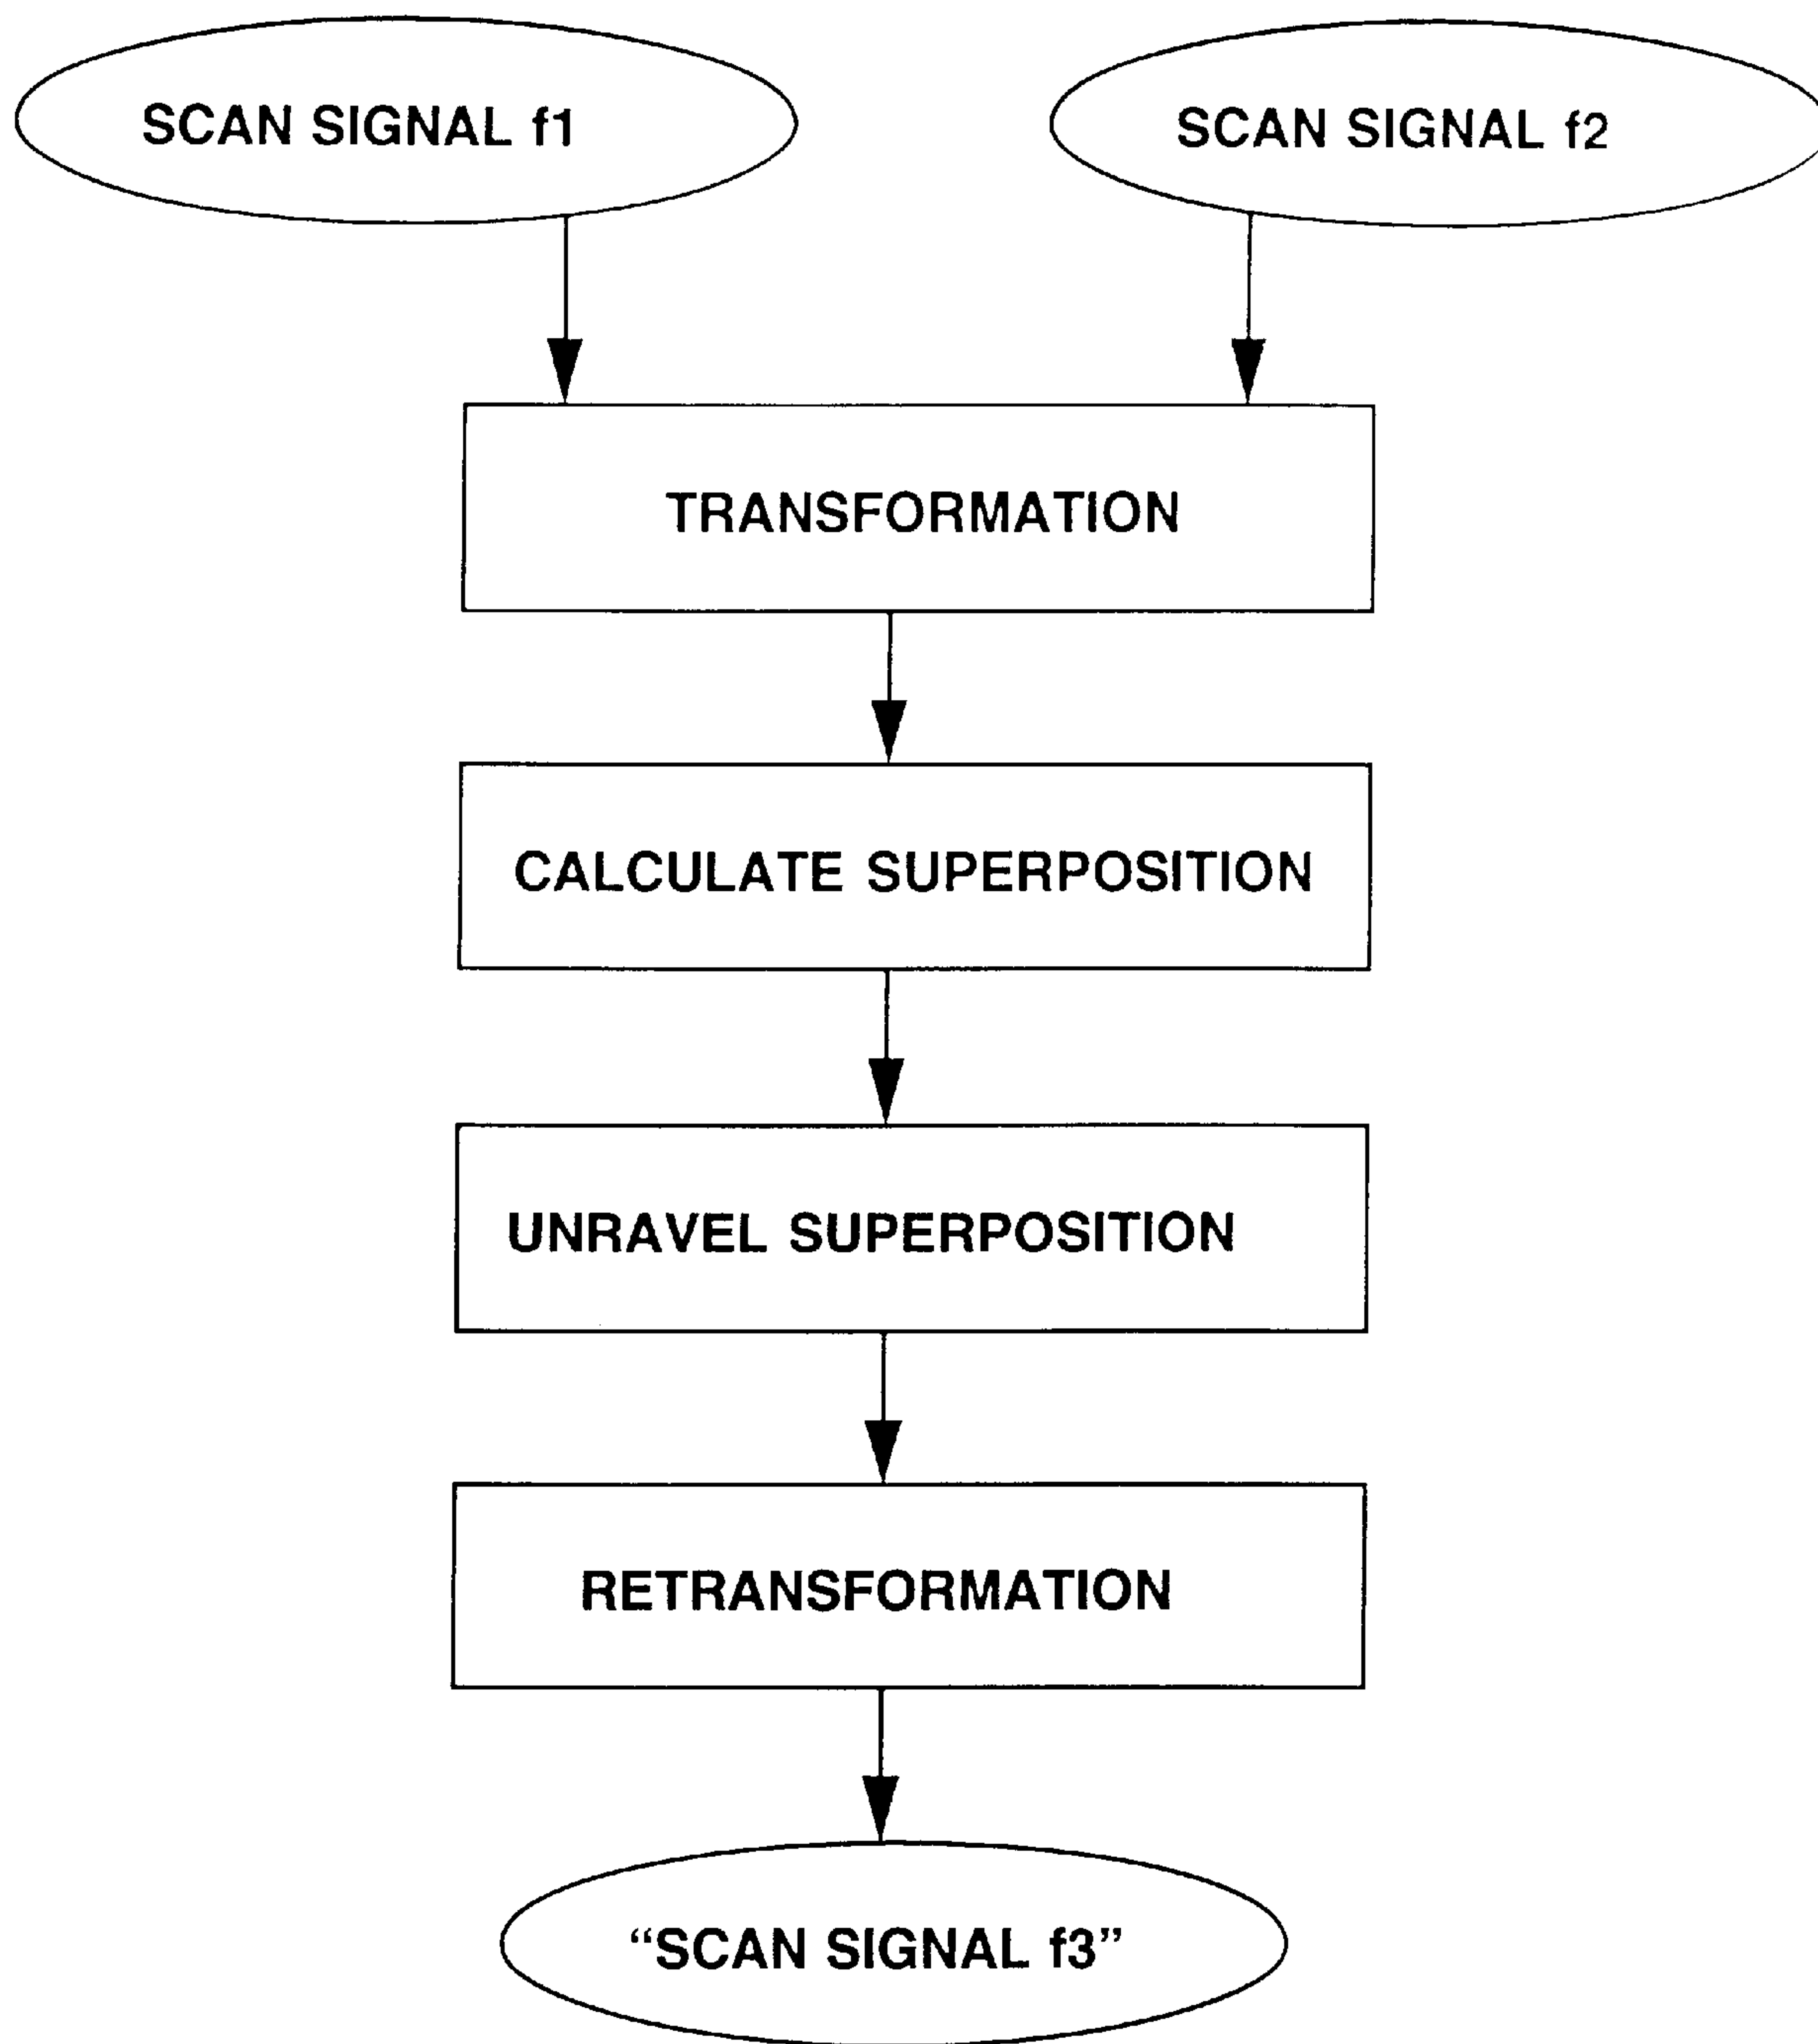 SCAN SIGNAL f1
SCAN SIGNAL f2
TRANSFORMATION
CALCULATE SUPERPOSITION
UNRAVEL SUPERPOSITION
RETRANSFORMATION
“SCAN SIGNAL f3”